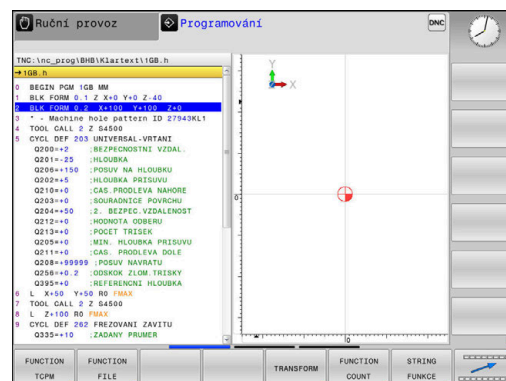 Ruční provoz
Programování
DNC
TNC:\nc_prog\BHB\Klartext\1GB.h
→1GB.h
0 BEGIN PGM 1GB MM
1 BLK FORM 0.1 Z X+0 Y+0 Z-40
2 BLK FORM 0.2 X+100 Y+100 Z+0
3 * - Machine hole pattern ID 27943KL1
4 TOOL CALL 2 Z S4500
5 CYCL DEF 203 UNIVERSAL-VRTANI
Q200=+2 ;BEZPECNOSTNI VZDAL.
Q201=-25 ;HLOUBKA
Q206=+150 ;POSUV NA HLOUBKU
Q202=+5 ;HLOUBKA PRISUVU
Q210=+0 ;CAS.PRODLEVA NAHORE
Q203=+0 ;SOURADNICE POVRCHU
Q204=+50 ;2. BEZPEC.VZDALENOST
Q212=+0 ;HODNOTA ODBERU
Q213=+0 ;POCET TRISEK
Q205=+0 ;MIN. HLOUBKA PRISUVU
Q211=+0 ;CAS. PRODLEVA DOLE
Q208=+99999 ;POSUV NAVRATU
Q256=+0.2 ;ODSKOK ZLOM.TRISKY
Q395=+0 ;REFERENCNI HLOUBKA
6 L X+50 Y+50 R0 FMAX
7 TOOL CALL 2 Z S4500
8 L Z+100 R0 FMAX
9 CYCL DEF 262 FREZOVANI ZAVITU
Q335=+10 ;ZADANY PRUMER
Y
X
0
0
FUNCTION TCPM
FUNCTION FILE
TRANSFORM
FUNCTION COUNT
STRING FUNKCE